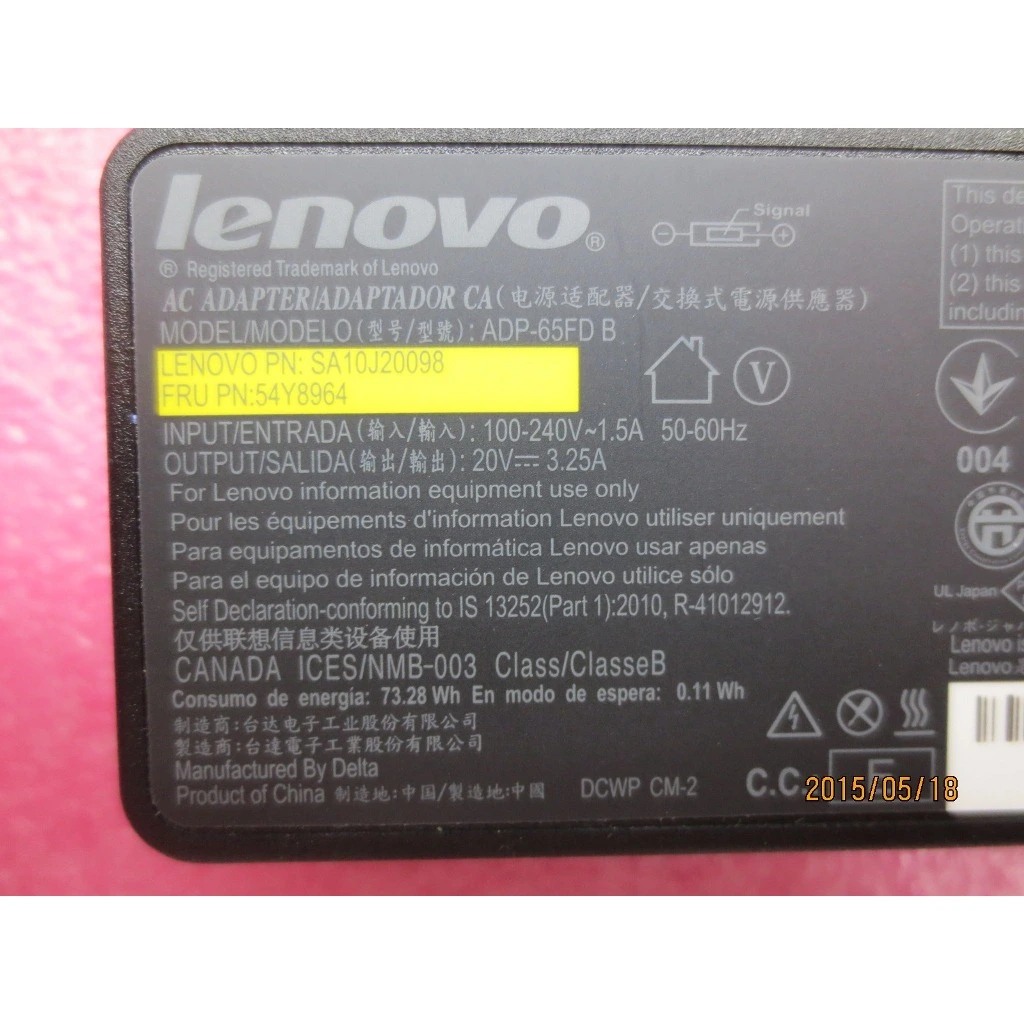 lenovo®
Signal
® Registered Trademark of Lenovo
AC ADAPTER/ADAPTADOR CA(电源适配器/交換式電源供應器)
MODEL/MODELO(型号/型號): ADP-65FD B
LENOVO PN: SA10J20098
FRU PN:54Y8964
V
INPUT/ENTRADA(输入/輸入): 100-240V~1.5A 50-60Hz
OUTPUT/SALIDA(输出/輸出): 20V⎓ 3.25A
For Lenovo information equipment use only
Pour les équipements d'information Lenovo utiliser uniquement
Para equipamentos de informática Lenovo usar apenas
Para el equipo de información de Lenovo utilice sólo
Self Declaration-conforming to IS 13252(Part 1):2010, R-41012912.
仅供联想信息类设备使用
CANADA ICES/NMB-003 Class/ClasseB
Consumo de energía: 73.28 Wh En modo de espera: 0.11 Wh
制造商:台达电子工业股份有限公司
製造商:台達電子工業股份有限公司
Manufactured By Delta
Product of China 制造地:中国/製造地:中國
DCWP CM-2
C.C.
This de
Operat
(1) this
(2) this
includin
004
UL Japan
レノボ・ジャパ
Lenovo
Lenovo
2015/05/18